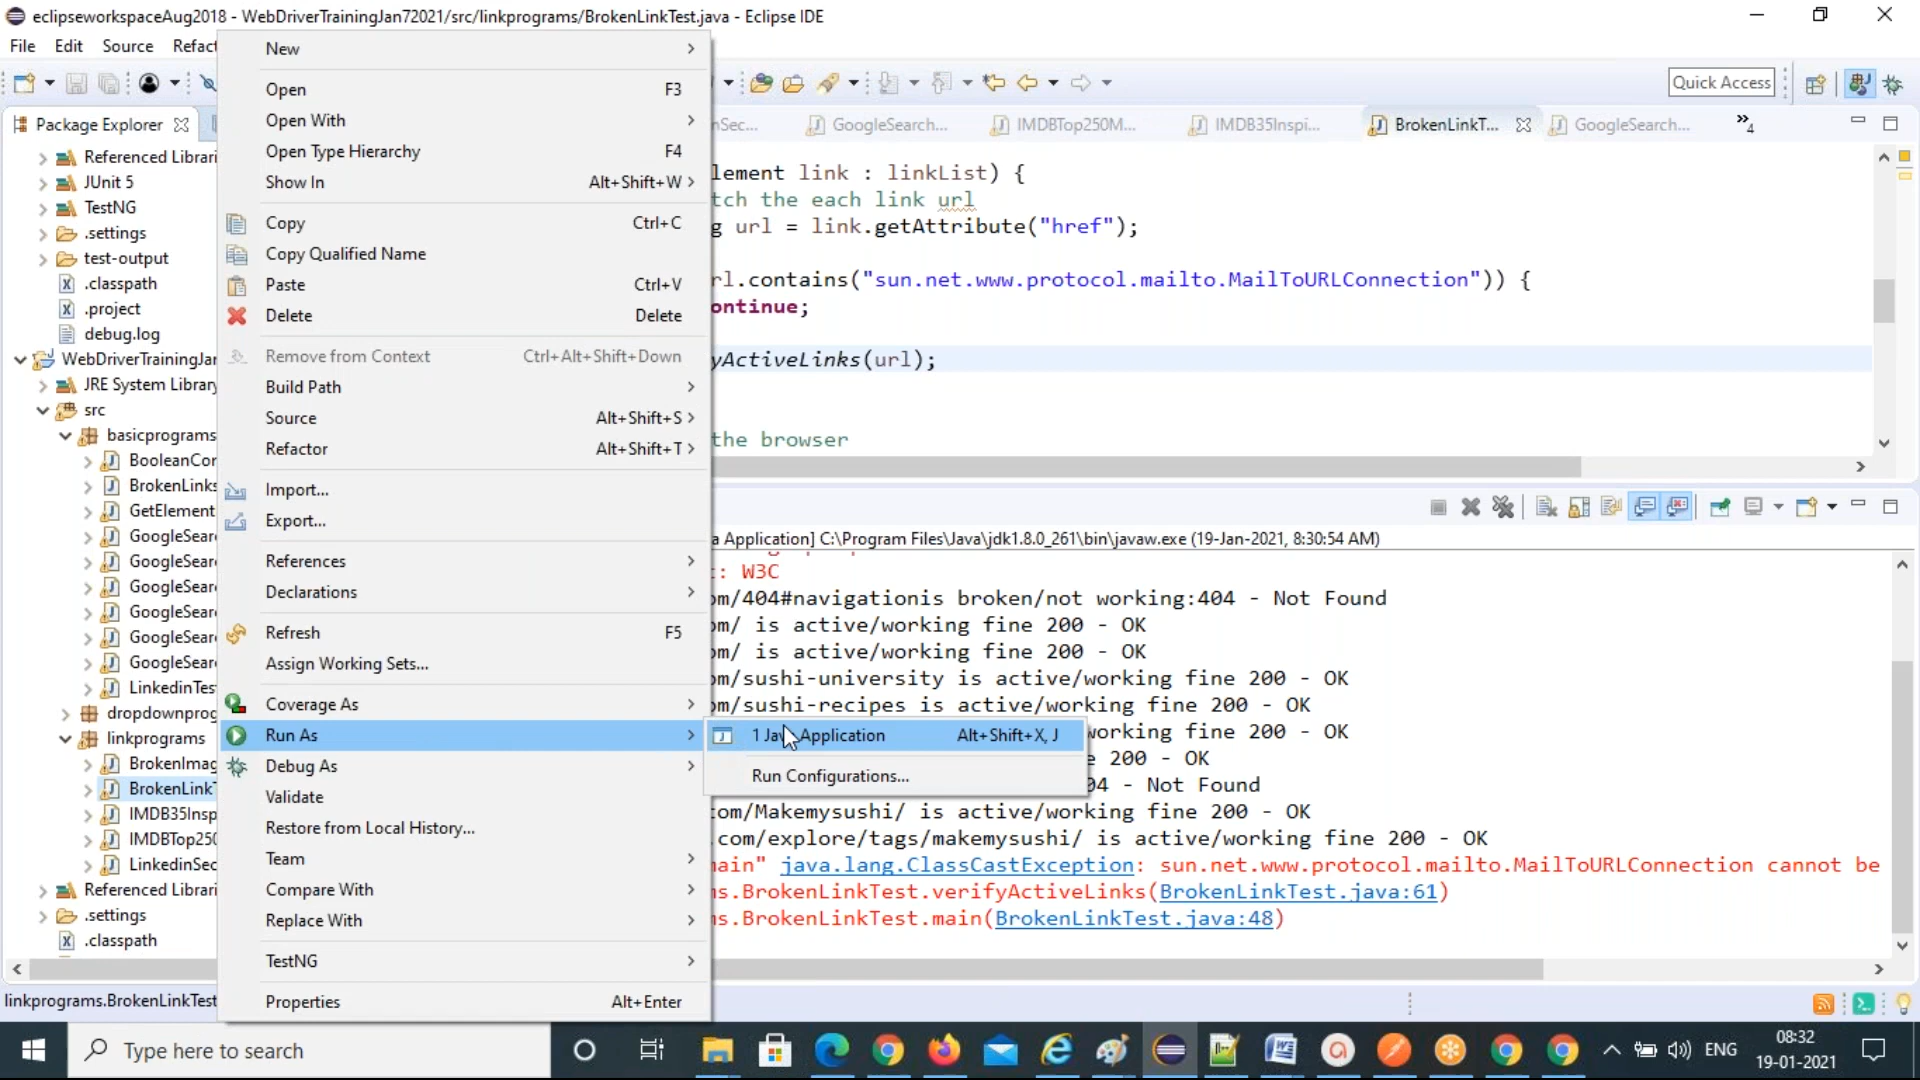 eclipseworkspaceAug2018 - WebDriverTrainingJan72021/src/linkprograms/BrokenLinkTest.java - Eclipse IDE
File Edit Source Refact
Quick Access
Package Explorer
Referenced Librari
JUnit 5
TestNG
.settings
test-output
.classpath
.project
debug.log
WebDriverTrainingJar
JRE System Library
src
basicprograms
BooleanCor
BrokenLinks
GetElement
GoogleSear
GoogleSear
GoogleSear
GoogleSear
GoogleSear
GoogleSear
LinkedinTes
dropdownprog
linkprograms
BrokenImag
BrokenLinkT
IMDB35Insp
IMDBTop250
LinkedinSec
Referenced Librari
.settings
.classpath
linkprograms.BrokenLinkTest
New
Open F3
Open With
Open Type Hierarchy F4
Show In Alt+Shift+W
Copy Ctrl+C
Copy Qualified Name
Paste Ctrl+V
Delete Delete
Remove from Context Ctrl+Alt+Shift+Down
Build Path
Source Alt+Shift+S
Refactor Alt+Shift+T
Import...
Export...
References
Declarations
Refresh F5
Assign Working Sets...
Coverage As
Run As
Debug As
Validate
Restore from Local History...
Team
Compare With
Replace With
TestNG
Properties Alt+Enter
1 Java Application Alt+Shift+X, J
Run Configurations...
nSec... GoogleSearch... IMDBTop250M... IMDB35Inspi... BrokenLinkT... GoogleSearch... »4
lement link : linkList) {
tch the each link url
g url = link.getAttribute("href");
rl.contains("sun.net.www.protocol.mailto.MailToURLConnection")) {
ontinue;
yActiveLinks(url);
the browser
a Application] C:\Program Files\Java\jdk1.8.0_261\bin\javaw.exe (19-Jan-2021, 8:30:54 AM)
: W3C
om/404#navigationis broken/not working:404 - Not Found
om/ is active/working fine 200 - OK
om/ is active/working fine 200 - OK
om/sushi-university is active/working fine 200 - OK
om/sushi-recipes is active/working fine 200 - OK
working fine 200 - OK
e 200 - OK
04 - Not Found
om/Makemysushi/ is active/working fine 200 - OK
.com/explore/tags/makemysushi/ is active/working fine 200 - OK
main" java.lang.ClassCastException: sun.net.www.protocol.mailto.MailToURLConnection cannot be
s.BrokenLinkTest.verifyActiveLinks(BrokenLinkTest.java:61)
s.BrokenLinkTest.main(BrokenLinkTest.java:48)
Type here to search
ENG
08:32
19-01-2021